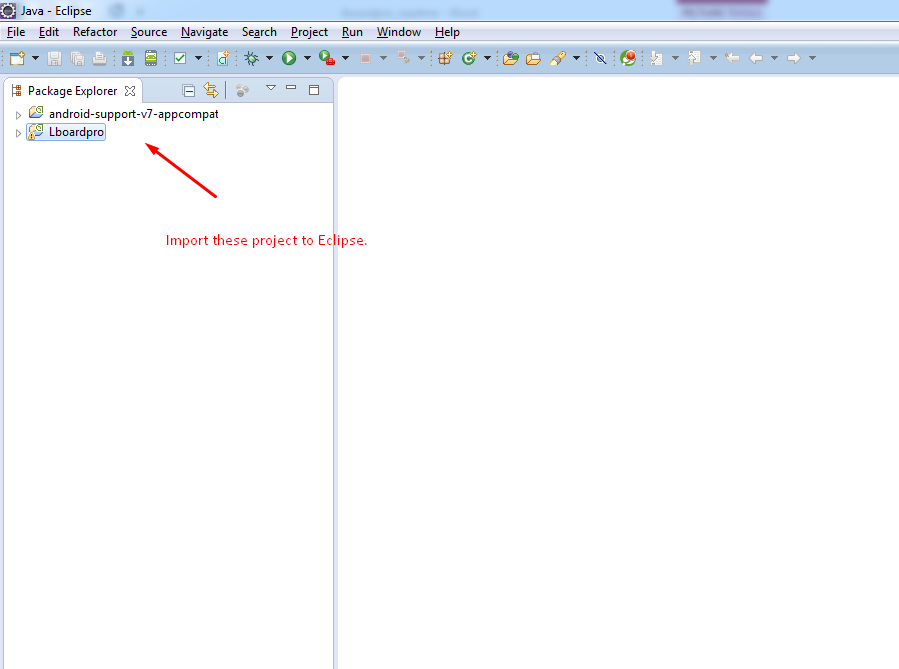 Java - Eclipse
File Edit Refactor Source Navigate Search Project Run Window Help
Package Explorer
android-support-v7-appcompat
Lboardpro
Import these project to Eclipse.